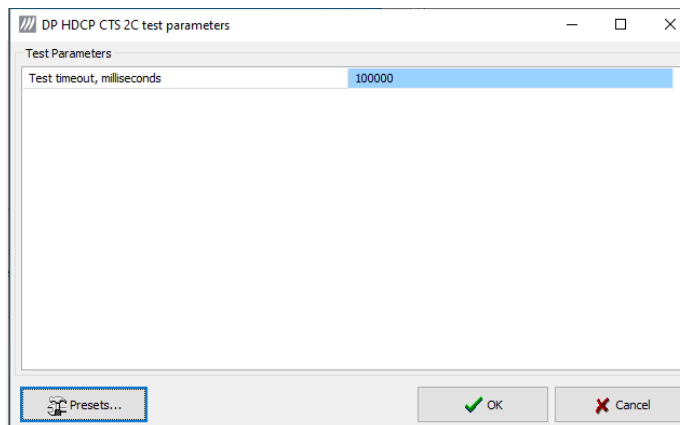 DP HDCP CTS 2C test parameters
Test Parameters
Test timeout, milliseconds 100000
Presets... OK Cancel